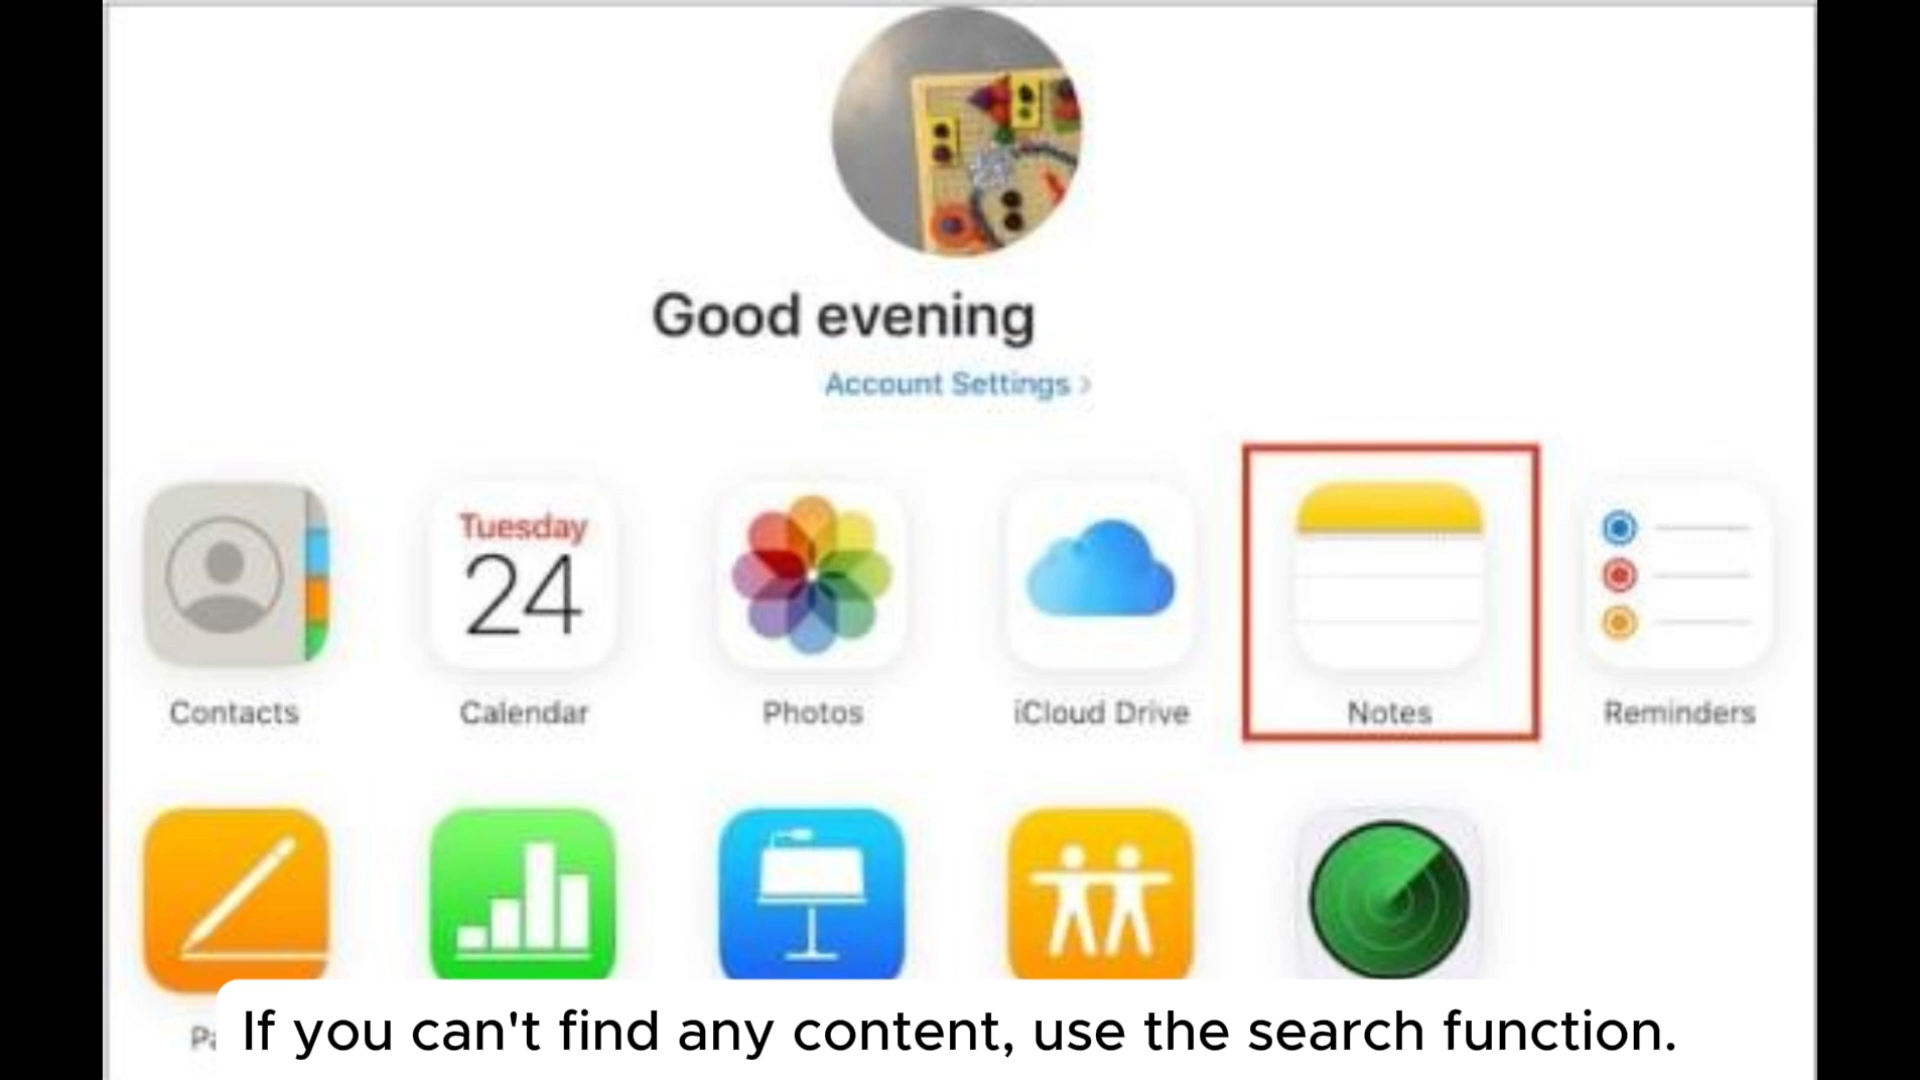 Good evening
Account Settings >
Tuesday
24
Contacts
Calendar
Photos
iCloud Drive
Notes
Reminders
If you can't find any content, use the search function.